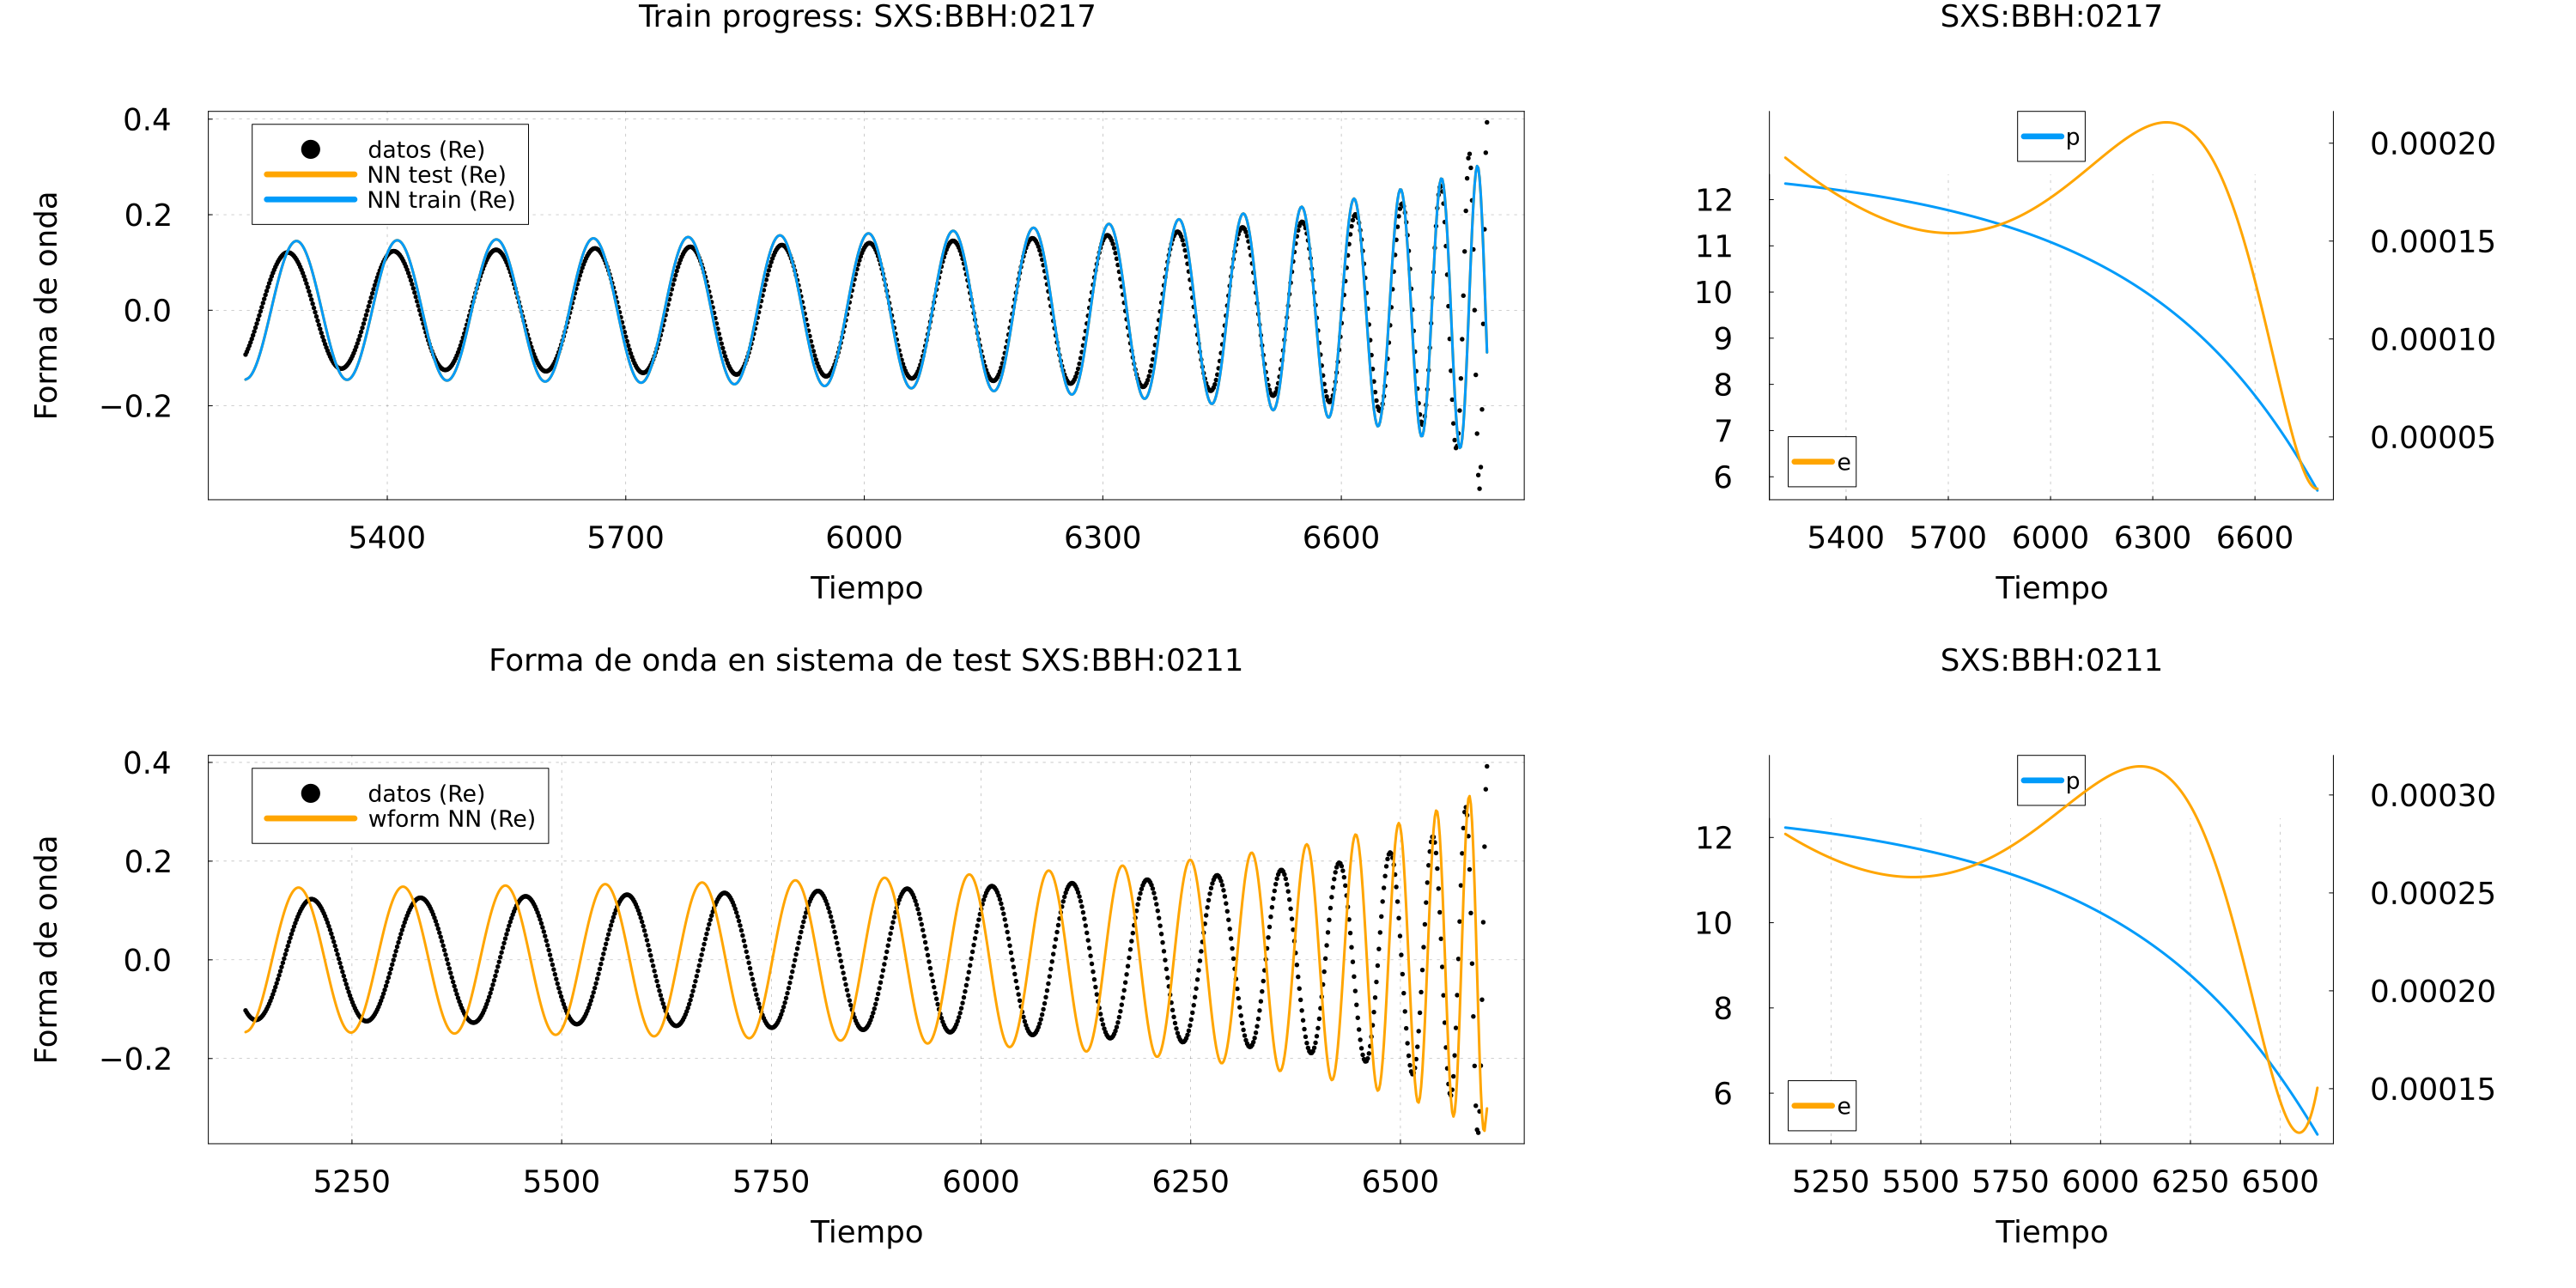 Train progress: SXS:BBH:0217
0.4
0.2
0.0
−0.2
Forma de onda
datos (Re)
NN test (Re)
NN train (Re)
5400 5700 6000 6300 6600
Tiempo
SXS:BBH:0217
12
11
10
9
8
7
6
p
e
0.00020
0.00015
0.00010
0.00005
5400 5700 6000 6300 6600
Tiempo
Forma de onda en sistema de test SXS:BBH:0211
0.4
0.2
0.0
−0.2
Forma de onda
datos (Re)
wform NN (Re)
5250 5500 5750 6000 6250 6500
Tiempo
SXS:BBH:0211
12
10
8
6
p
e
0.00030
0.00025
0.00020
0.00015
5250 5500 5750 6000 6250 6500
Tiempo